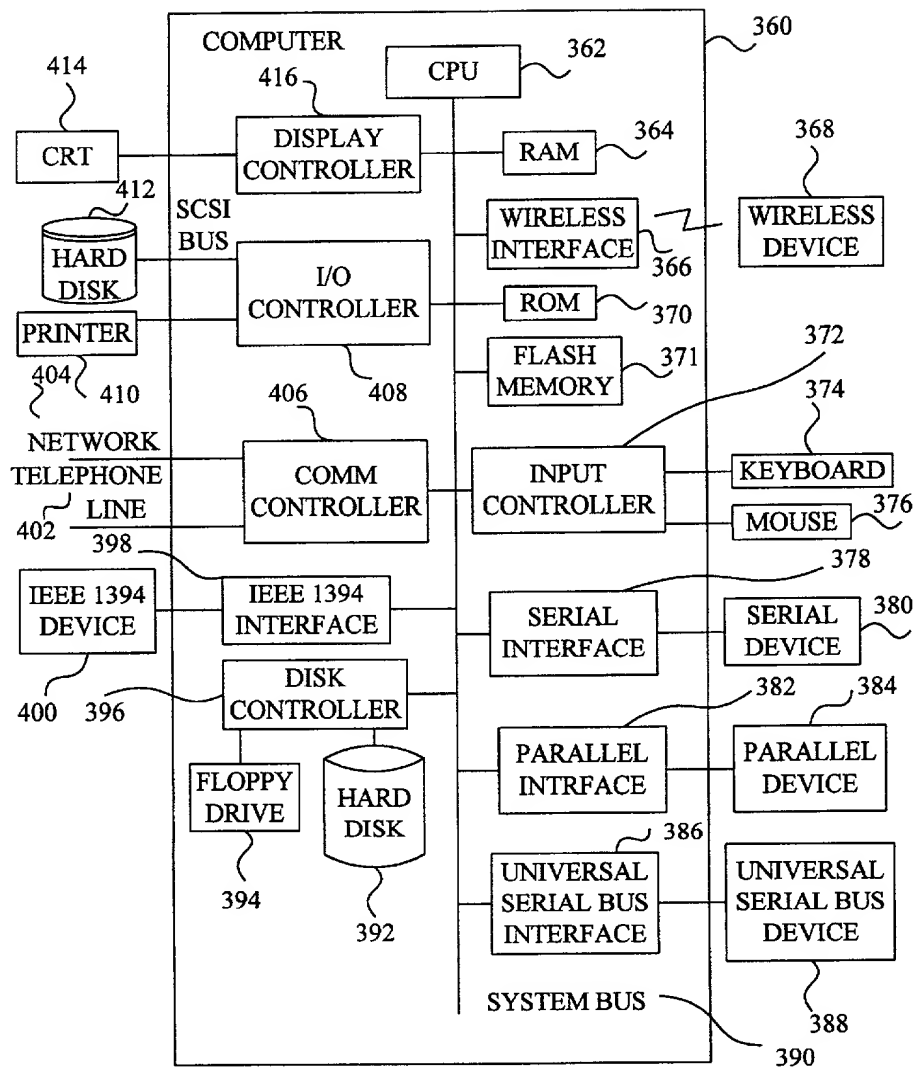 COMPUTER
360
414
362
CPU
416
DISPLAY
CONTROLLER
364
368
CRT
RAM
412
SCSI
BUS
WIRELESS
INTERFACE
WIRELESS
DEVICE
HARD
DISK
366
I/O
CONTROLLER
ROM
370
PRINTER
372
404
410
406
408
FLASH
MEMORY
371
374
NETWORK
TELEPHONE
LINE
402
COMM
CONTROLLER
INPUT
CONTROLLER
KEYBOARD
376
MOUSE
398
378
IEEE 1394
DEVICE
IEEE 1394
INTERFACE
SERIAL
INTERFACE
SERIAL
DEVICE
380
400
396
DISK
CONTROLLER
382
384
FLOPPY
DRIVE
HARD
DISK
PARALLEL
INTRFACE
PARALLEL
DEVICE
386
394
392
UNIVERSAL
SERIAL BUS
INTERFACE
UNIVERSAL
SERIAL BUS
DEVICE
SYSTEM BUS
388
390